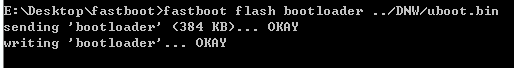 E:\Desktop\fastboot>fastboot flash bootloader ../DNW/uboot.bin
sending 'bootloader' (384 KB)... OKAY
writing 'bootloader'... OKAY